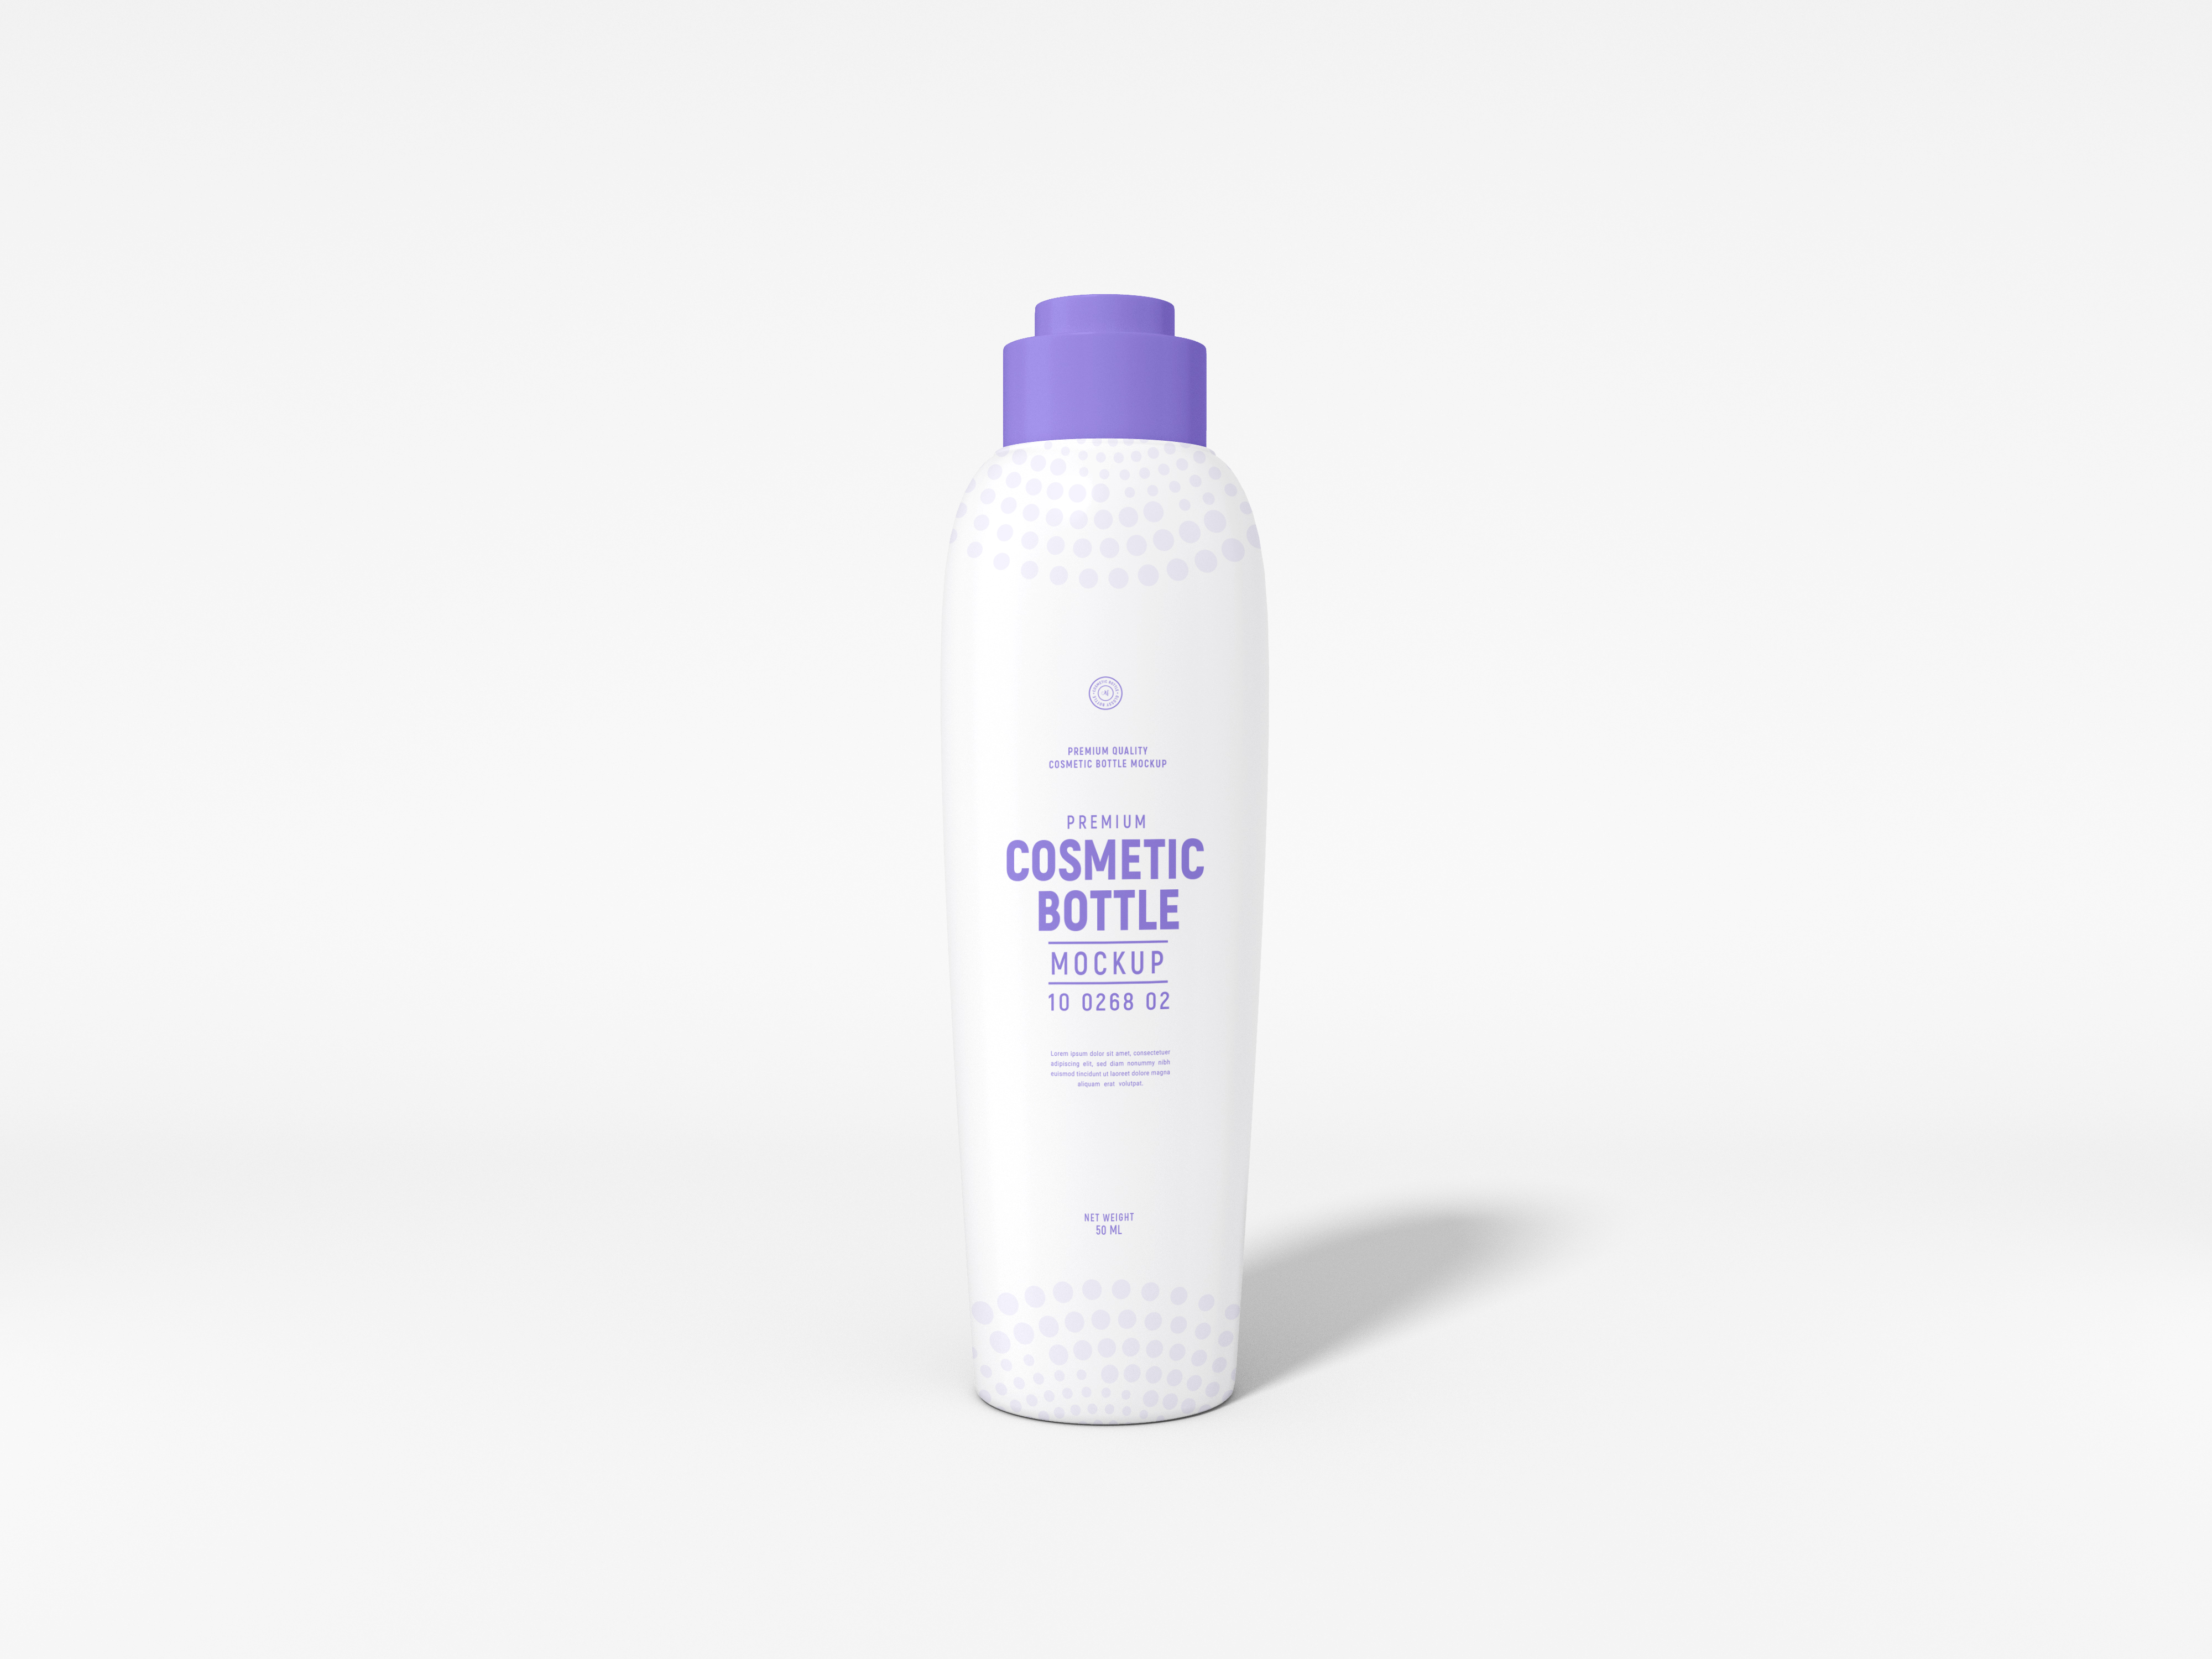 PREMIUM QUALITY
COSMETIC BOTTLE MOCKUP
PREMIUM
COSMETIC
BOTTLE
MOCKUP
10 0268 02
Lorem ipsum dolor sit amet, consectetuer
adipiscing elit, sed diam nonummy nibh
euismod tincidunt ut laoreet dolore magna
aliquam erat volutpat.
NET WEIGHT
50 ML